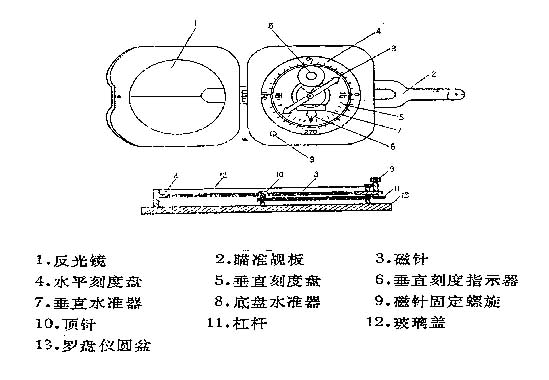 1.反光镜 2.瞄准觇板 3.磁针
4.水平刻度盘 5.垂直刻度盘 6.垂直刻度指示器
7.垂直水准器 8.底盘水准器 9.磁针固定螺旋
10.顶针 11.杠杆 12.玻璃盖
13.罗盘仪圆盆